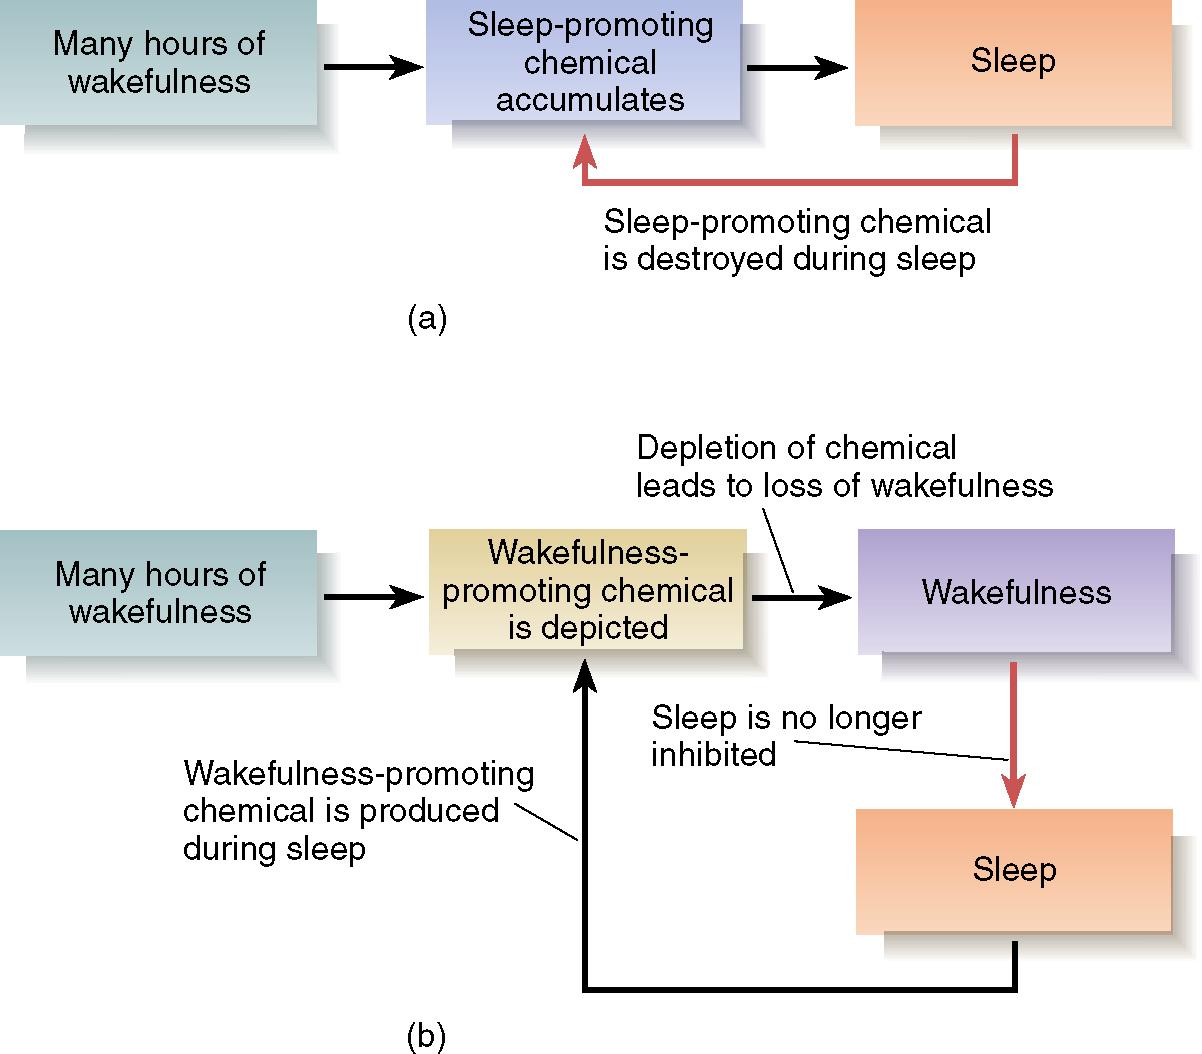 Many hours of
wakefulness
Sleep-promoting
chemical
accumulates
Sleep
Sleep-promoting chemical
is destroyed during sleep
(a)
Depletion of chemical
leads to loss of wakefulness
Many hours of
wakefulness
Wakefulness-
promoting chemical
is depicted
Wakefulness
Sleep is no longer
inhibited
Wakefulness-promoting
chemical is produced
during sleep
Sleep
(b)